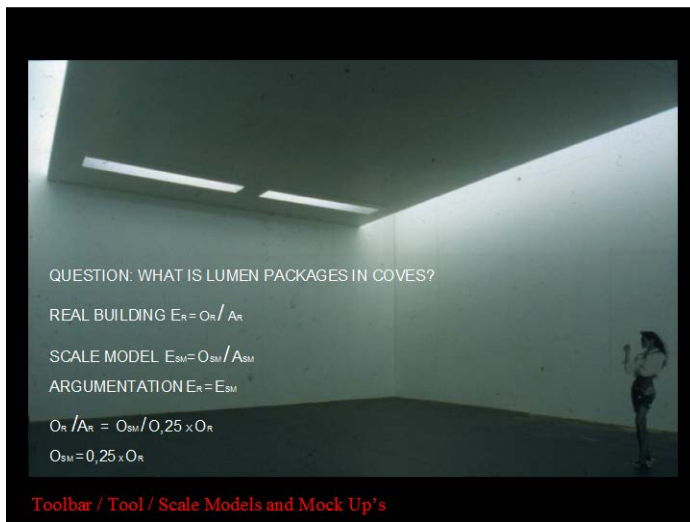 QUESTION: WHAT IS LUMEN PACKAGES IN COVES?
REAL BUILDING ER=OR/AR
SCALE MODEL ESM=OSM/ASM
ARGUMENTATION ER=ESM
OR/AR = OSM/0,25 x OR
OSM=0,25 x OR
Toolbar / Tool / Scale Models and Mock Up's